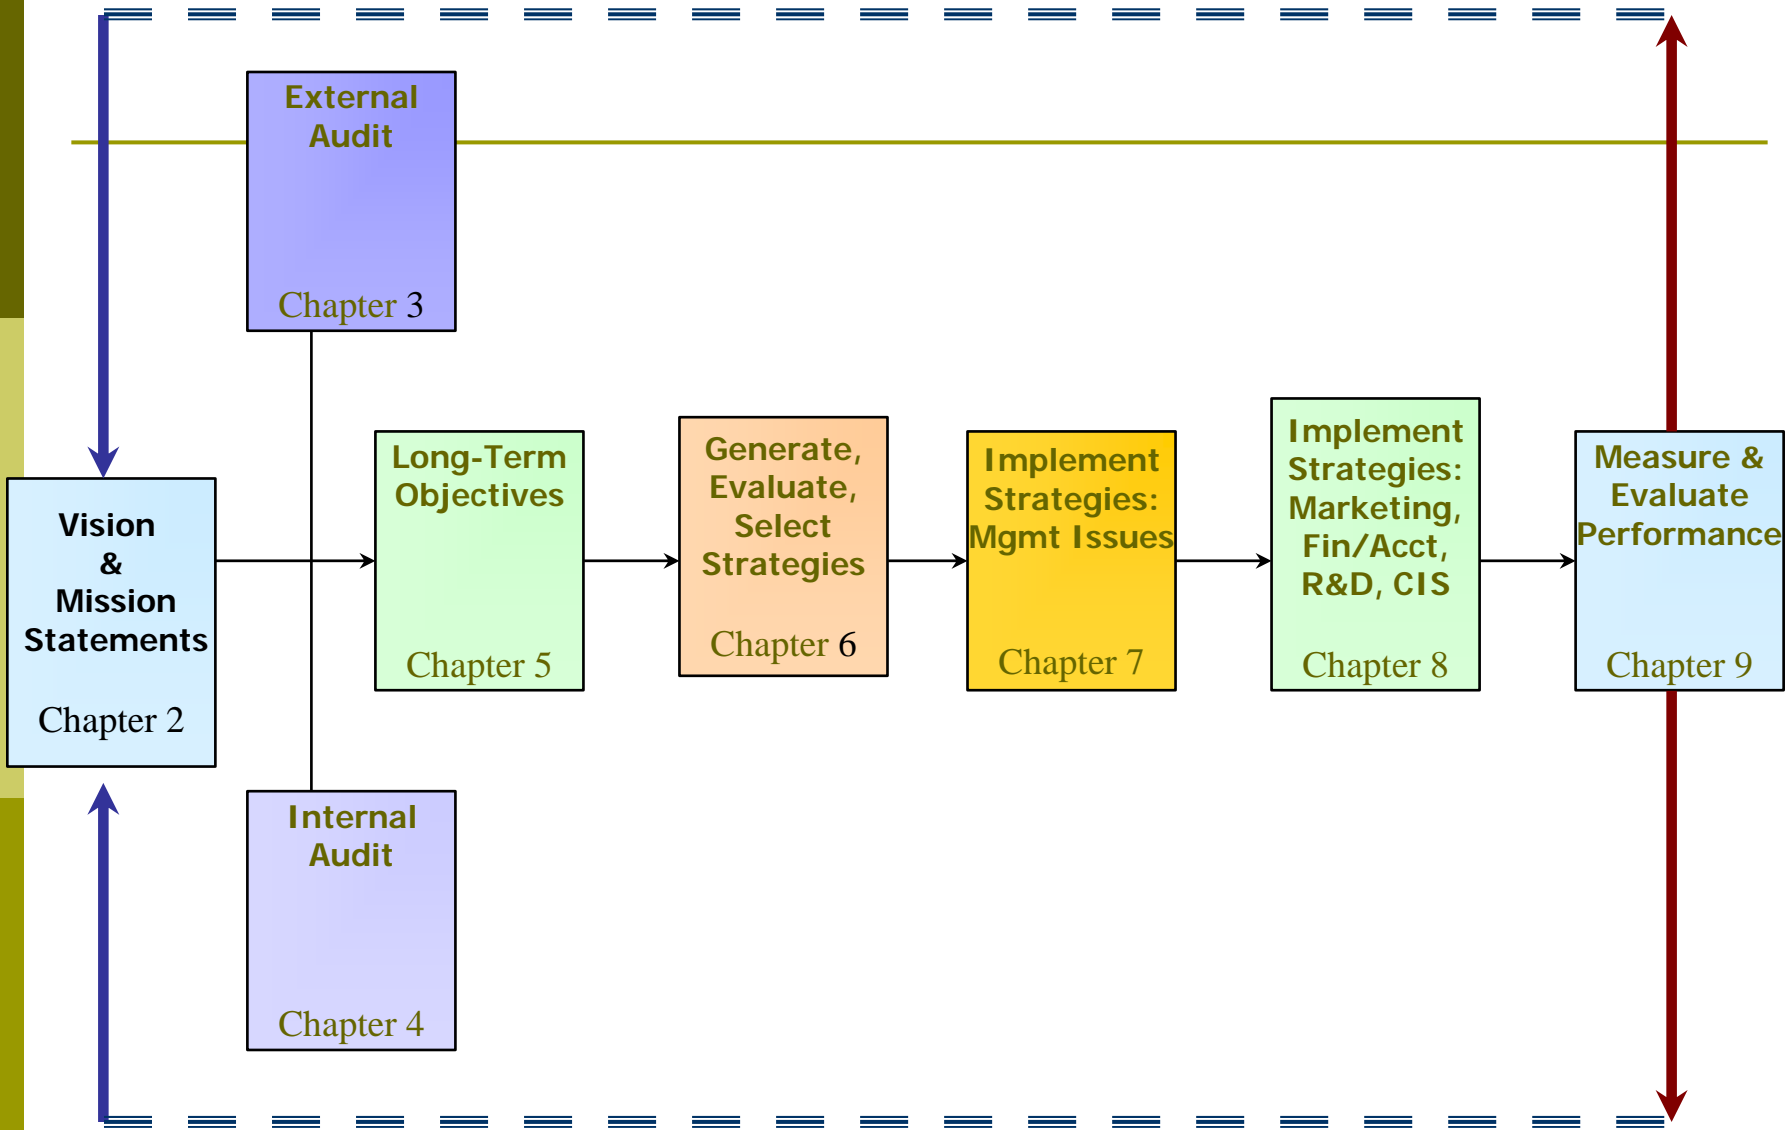 External
Audit
Chapter 3
Vision
&
Mission
Statements
Chapter 2
Long-Term
Objectives
Chapter 5
Generate,
Evaluate,
Select
Strategies
Chapter 6
Implement
Strategies:
Mgmt Issues
Chapter 7
Implement
Strategies:
Marketing,
Fin/Acct,
R&D, CIS
Chapter 8
Measure &
Evaluate
Performance
Chapter 9
Internal
Audit
Chapter 4